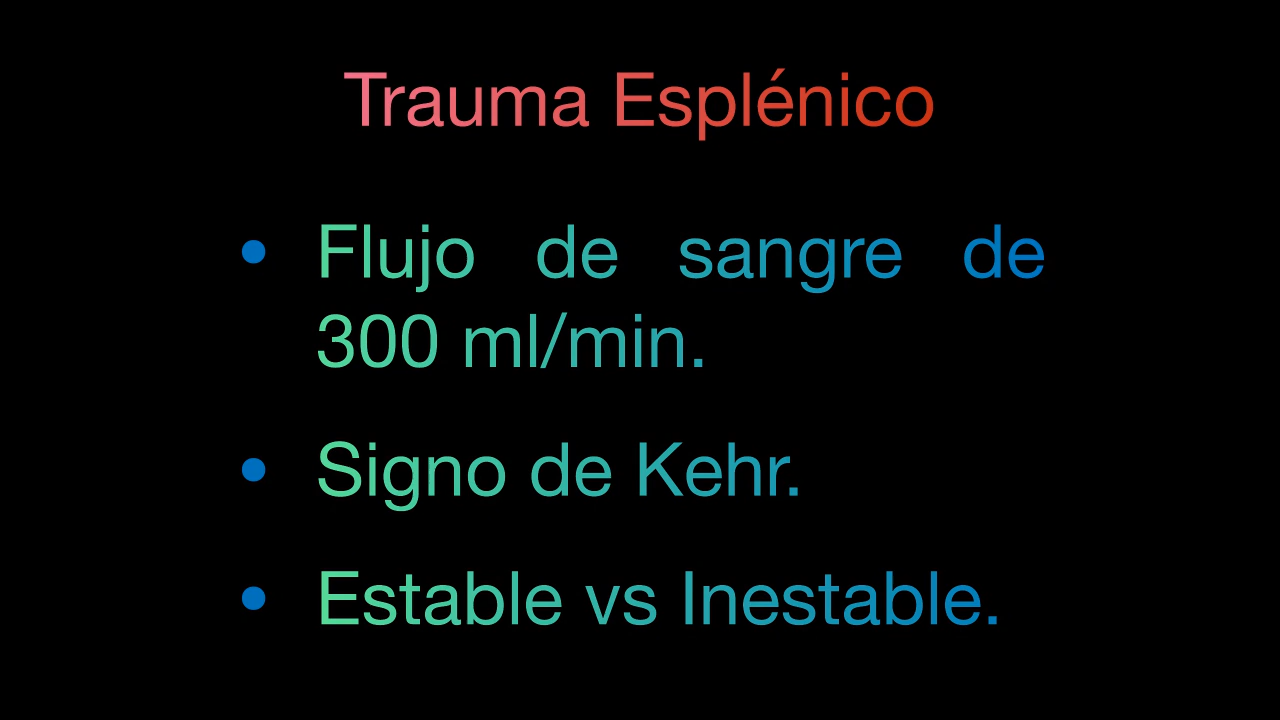 Trauma Esplénico
• Flujo de sangre de
300 ml/min.
• Signo de Kehr.
• Estable vs Inestable.